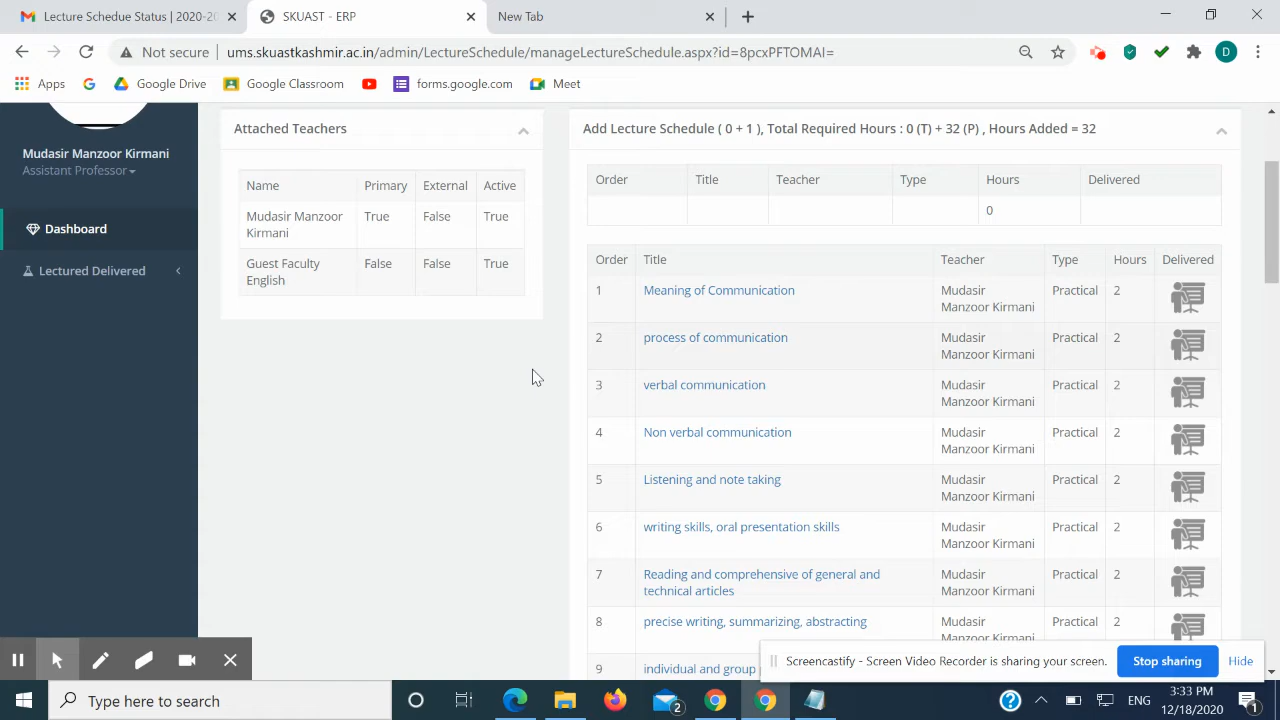 Lecture Schedue Status | 2020-20
SKUAST - ERP
New Tab
Not secure
ums.skuastkashmir.ac.in/admin/LectureSchedule/manageLectureSchedule.aspx?id=8pcxPFTOMAI=
D
Apps
Google Drive
Google Classroom
forms.google.com
Meet
Mudasir Manzoor Kirmani
Assistant Professor
Dashboard
Lectured Delivered
Attached Teachers
Name Primary External Active
Mudasir Manzoor True False True
Kirmani
Guest Faculty False False True
English
Add Lecture Schedule ( 0 + 1 ), Total Required Hours : 0 (T) + 32 (P) , Hours Added = 32
Order Title Teacher Type Hours Delivered
0
Order Title Teacher Type Hours Delivered
1 Meaning of Communication Mudasir Practical 2
Manzoor Kirmani
2 process of communication Mudasir Practical 2
Manzoor Kirmani
3 verbal communication Mudasir Practical 2
Manzoor Kirmani
4 Non verbal communication Mudasir Practical 2
Manzoor Kirmani
5 Listening and note taking Mudasir Practical 2
Manzoor Kirmani
6 writing skills, oral presentation skills Mudasir Practical 2
Manzoor Kirmani
7 Reading and comprehensive of general and Mudasir Practical 2
technical articles Manzoor Kirmani
8 precise writing, summarizing, abstracting Mudasir Practical 2
Manzoor Kirmani
9 individual and group
Screencastify - Screen Video Recorder is sharing your screen. Stop sharing Hide
Type here to search
2
ENG
3:33 PM
12/18/2020
1